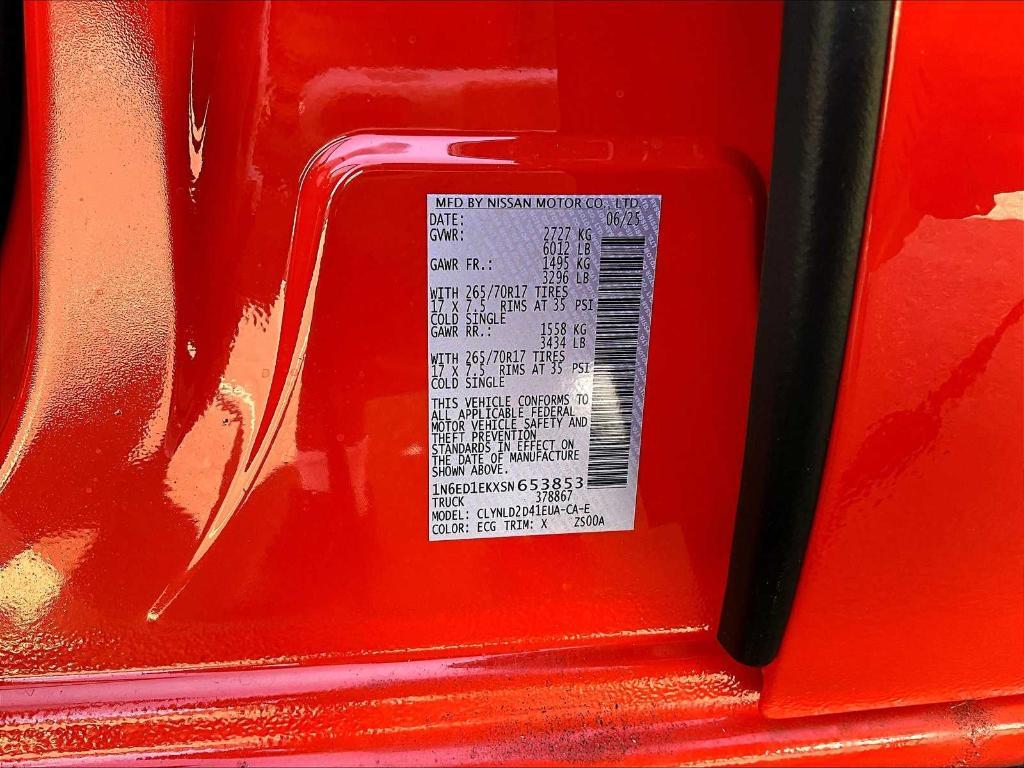 MFD BY NISSAN MOTOR CO., LTD.
DATE: 06/25
GVWR: 2727 KG
6012 LB
GAWR FR.: 1495 KG
3296 LB
WITH 265/70R17 TIRES
17 X 7.5 RIMS AT 35 PSI
COLD SINGLE
GAWR RR.: 1558 KG
3434 LB
WITH 265/70R17 TIRES
17 X 7.5 RIMS AT 35 PSI
COLD SINGLE
THIS VEHICLE CONFORMS TO
ALL APPLICABLE FEDERAL
MOTOR VEHICLE SAFETY AND
THEFT PREVENTION
STANDARDS IN EFFECT ON
THE DATE OF MANUFACTURE
SHOWN ABOVE.
1N6ED1EKXSN653853
TRUCK 378867
MODEL: CLYNLD2D41EUA-CA-E
COLOR: ECG TRIM: X ZS00A